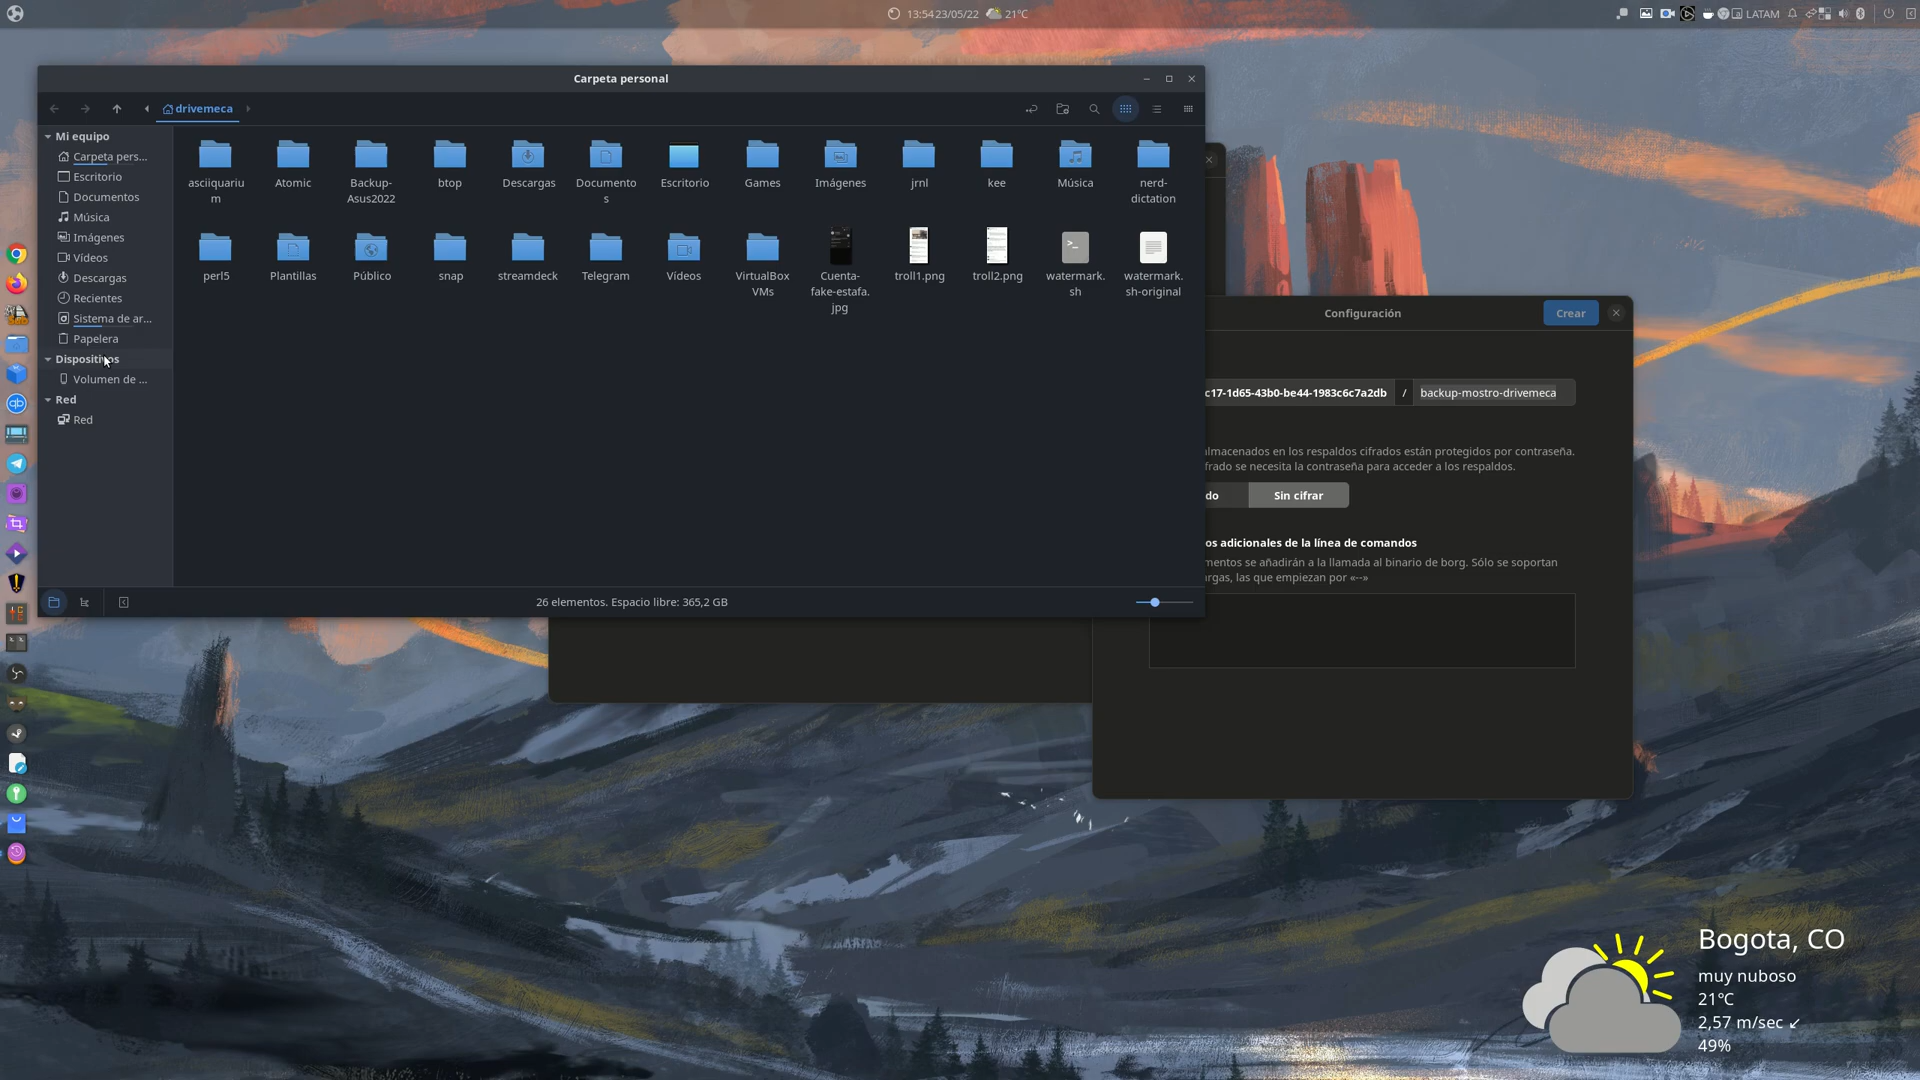 13:54 23/05/22 21°C
LATAM
Carpeta personal
drivemeca
Mi equipo
Carpeta pers...
Escritorio
Documentos
Música
Imágenes
Vídeos
Descargas
Recientes
Sistema de ar...
Papelera
Dispositivos
Volumen de ...
Red
Red
asciiquariu
m
Atomic
Backup-
Asus2022
btop
Descargas
Documento
s
Escritorio
Games
Imágenes
jrnl
kee
Música
nerd-
dictation
perl5
Plantillas
Público
snap
streamdeck
Telegram
Vídeos
VirtualBox
VMs
Cuenta-
fake-estafa.
jpg
troll1.png
troll2.png
watermark.
sh
watermark.
sh-original
26 elementos. Espacio libre: 365,2 GB
Configuración
Crear
c17-1d65-43b0-be44-1983c6c7a2db / backup-mostro-drivemeca
almacenados en los respaldos cifrados están protegidos por contraseña.
frado se necesita la contraseña para acceder a los respaldos.
do
Sin cifrar
os adicionales de la línea de comandos
mentos se añadirán a la llamada al binario de borg. Sólo se soportan
argas, las que empiezan por «--»
Bogota, CO
muy nuboso
21°C
2,57 m/sec ↙
49%